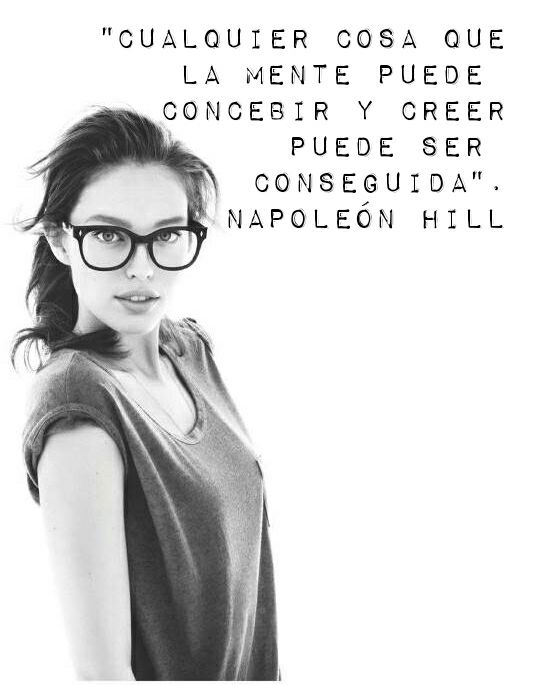 "CUALQUIER COSA QUE
LA MENTE PUEDE
CONCEBIR Y CREER
PUEDE SER
CONSEGUIDA".
NAPOLEÓN HILL